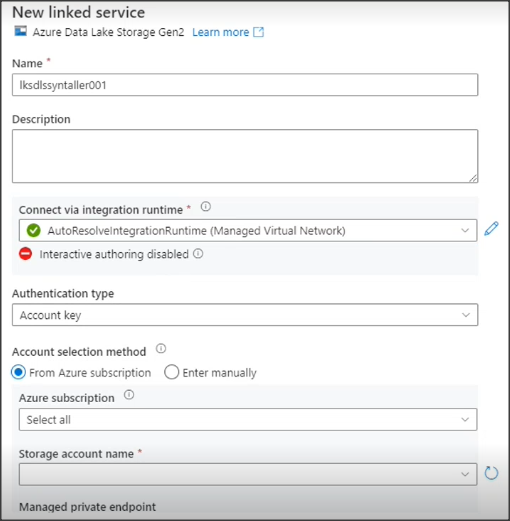 New linked service
Azure Data Lake Storage Gen2 Learn more
Name *
lksdlssyntaller001
Description
Connect via integration runtime *
AutoResolveIntegrationRuntime (Managed Virtual Network)
Interactive authoring disabled
Authentication type
Account key
Account selection method
From Azure subscription Enter manually
Azure subscription
Select all
Storage account name *
Managed private endpoint